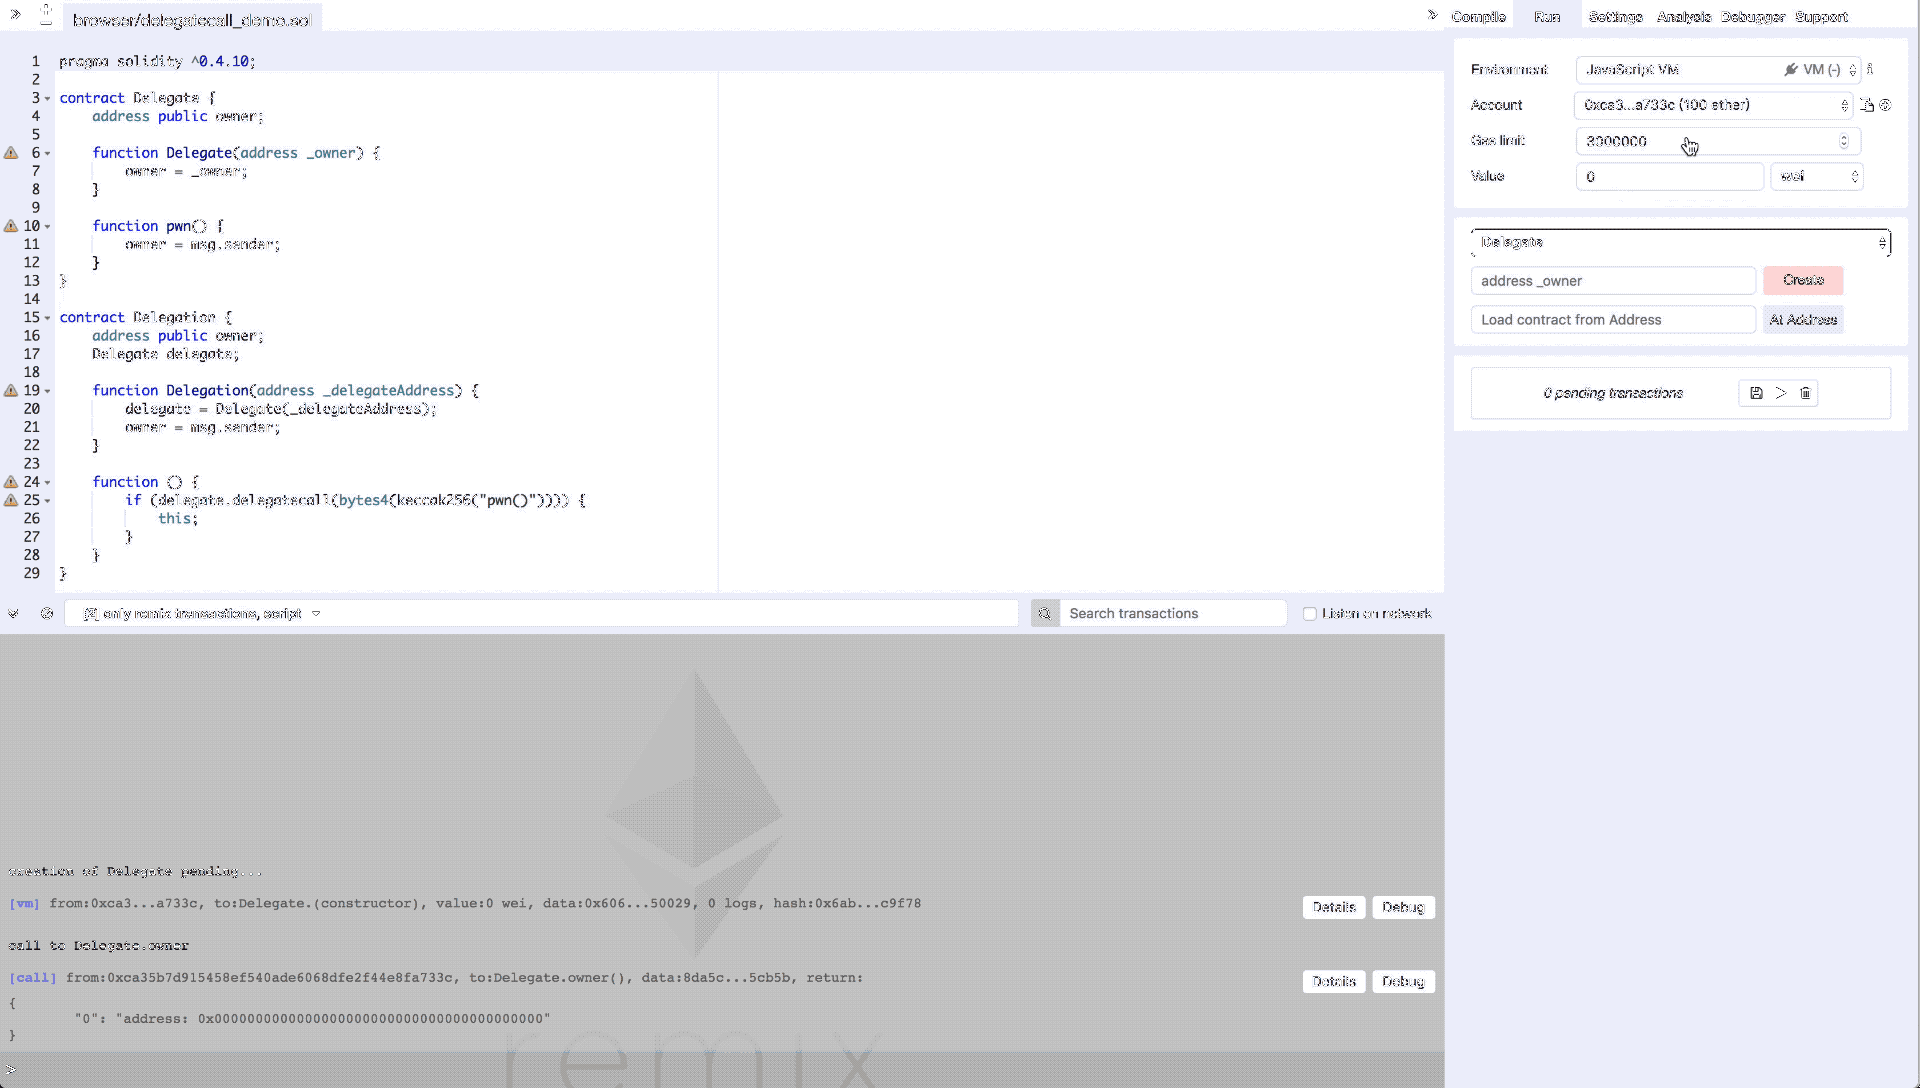 browser/delegatecall_demo.sol
Compile Run Settings Analysis Debugger Support
1 pragma solidity ^0.4.10;
2
3 contract Delegate {
4 address public owner;
5
6 function Delegate(address _owner) {
7 owner = _owner;
8 }
9
10 function pwn() {
11 owner = msg.sender;
12 }
13 }
14
15 contract Delegation {
16 address public owner;
17 Delegate delegate;
18
19 function Delegation(address _delegateAddress) {
20 delegate = Delegate(_delegateAddress);
21 owner = msg.sender;
22 }
23
24 function () {
25 if (delegate.delegatecall(bytes4(keccak256("pwn()")))) {
26 this;
27 }
28 }
29 }
Environment JavaScript VM VM (-)
Account 0xca3...a733c (100 ether)
Gas limit 3000000
Value 0 wei
Delegate
address _owner Create
Load contract from Address At Address
0 pending transactions
[2] only remix transactions, script Search transactions Listen on network
creation of Delegate pending...
[vm] from:0xca3...a733c, to:Delegate.(constructor), value:0 wei, data:0x606...50029, 0 logs, hash:0x6ab...c9f78 Details Debug
call to Delegate.owner
[call] from:0xca35b7d915458ef540ade6068dfe2f44e8fa733c, to:Delegate.owner(), data:8da5c...5cb5b, return: Details Debug
{
"0": "address: 0x0000000000000000000000000000000000000000"
}
remix
>